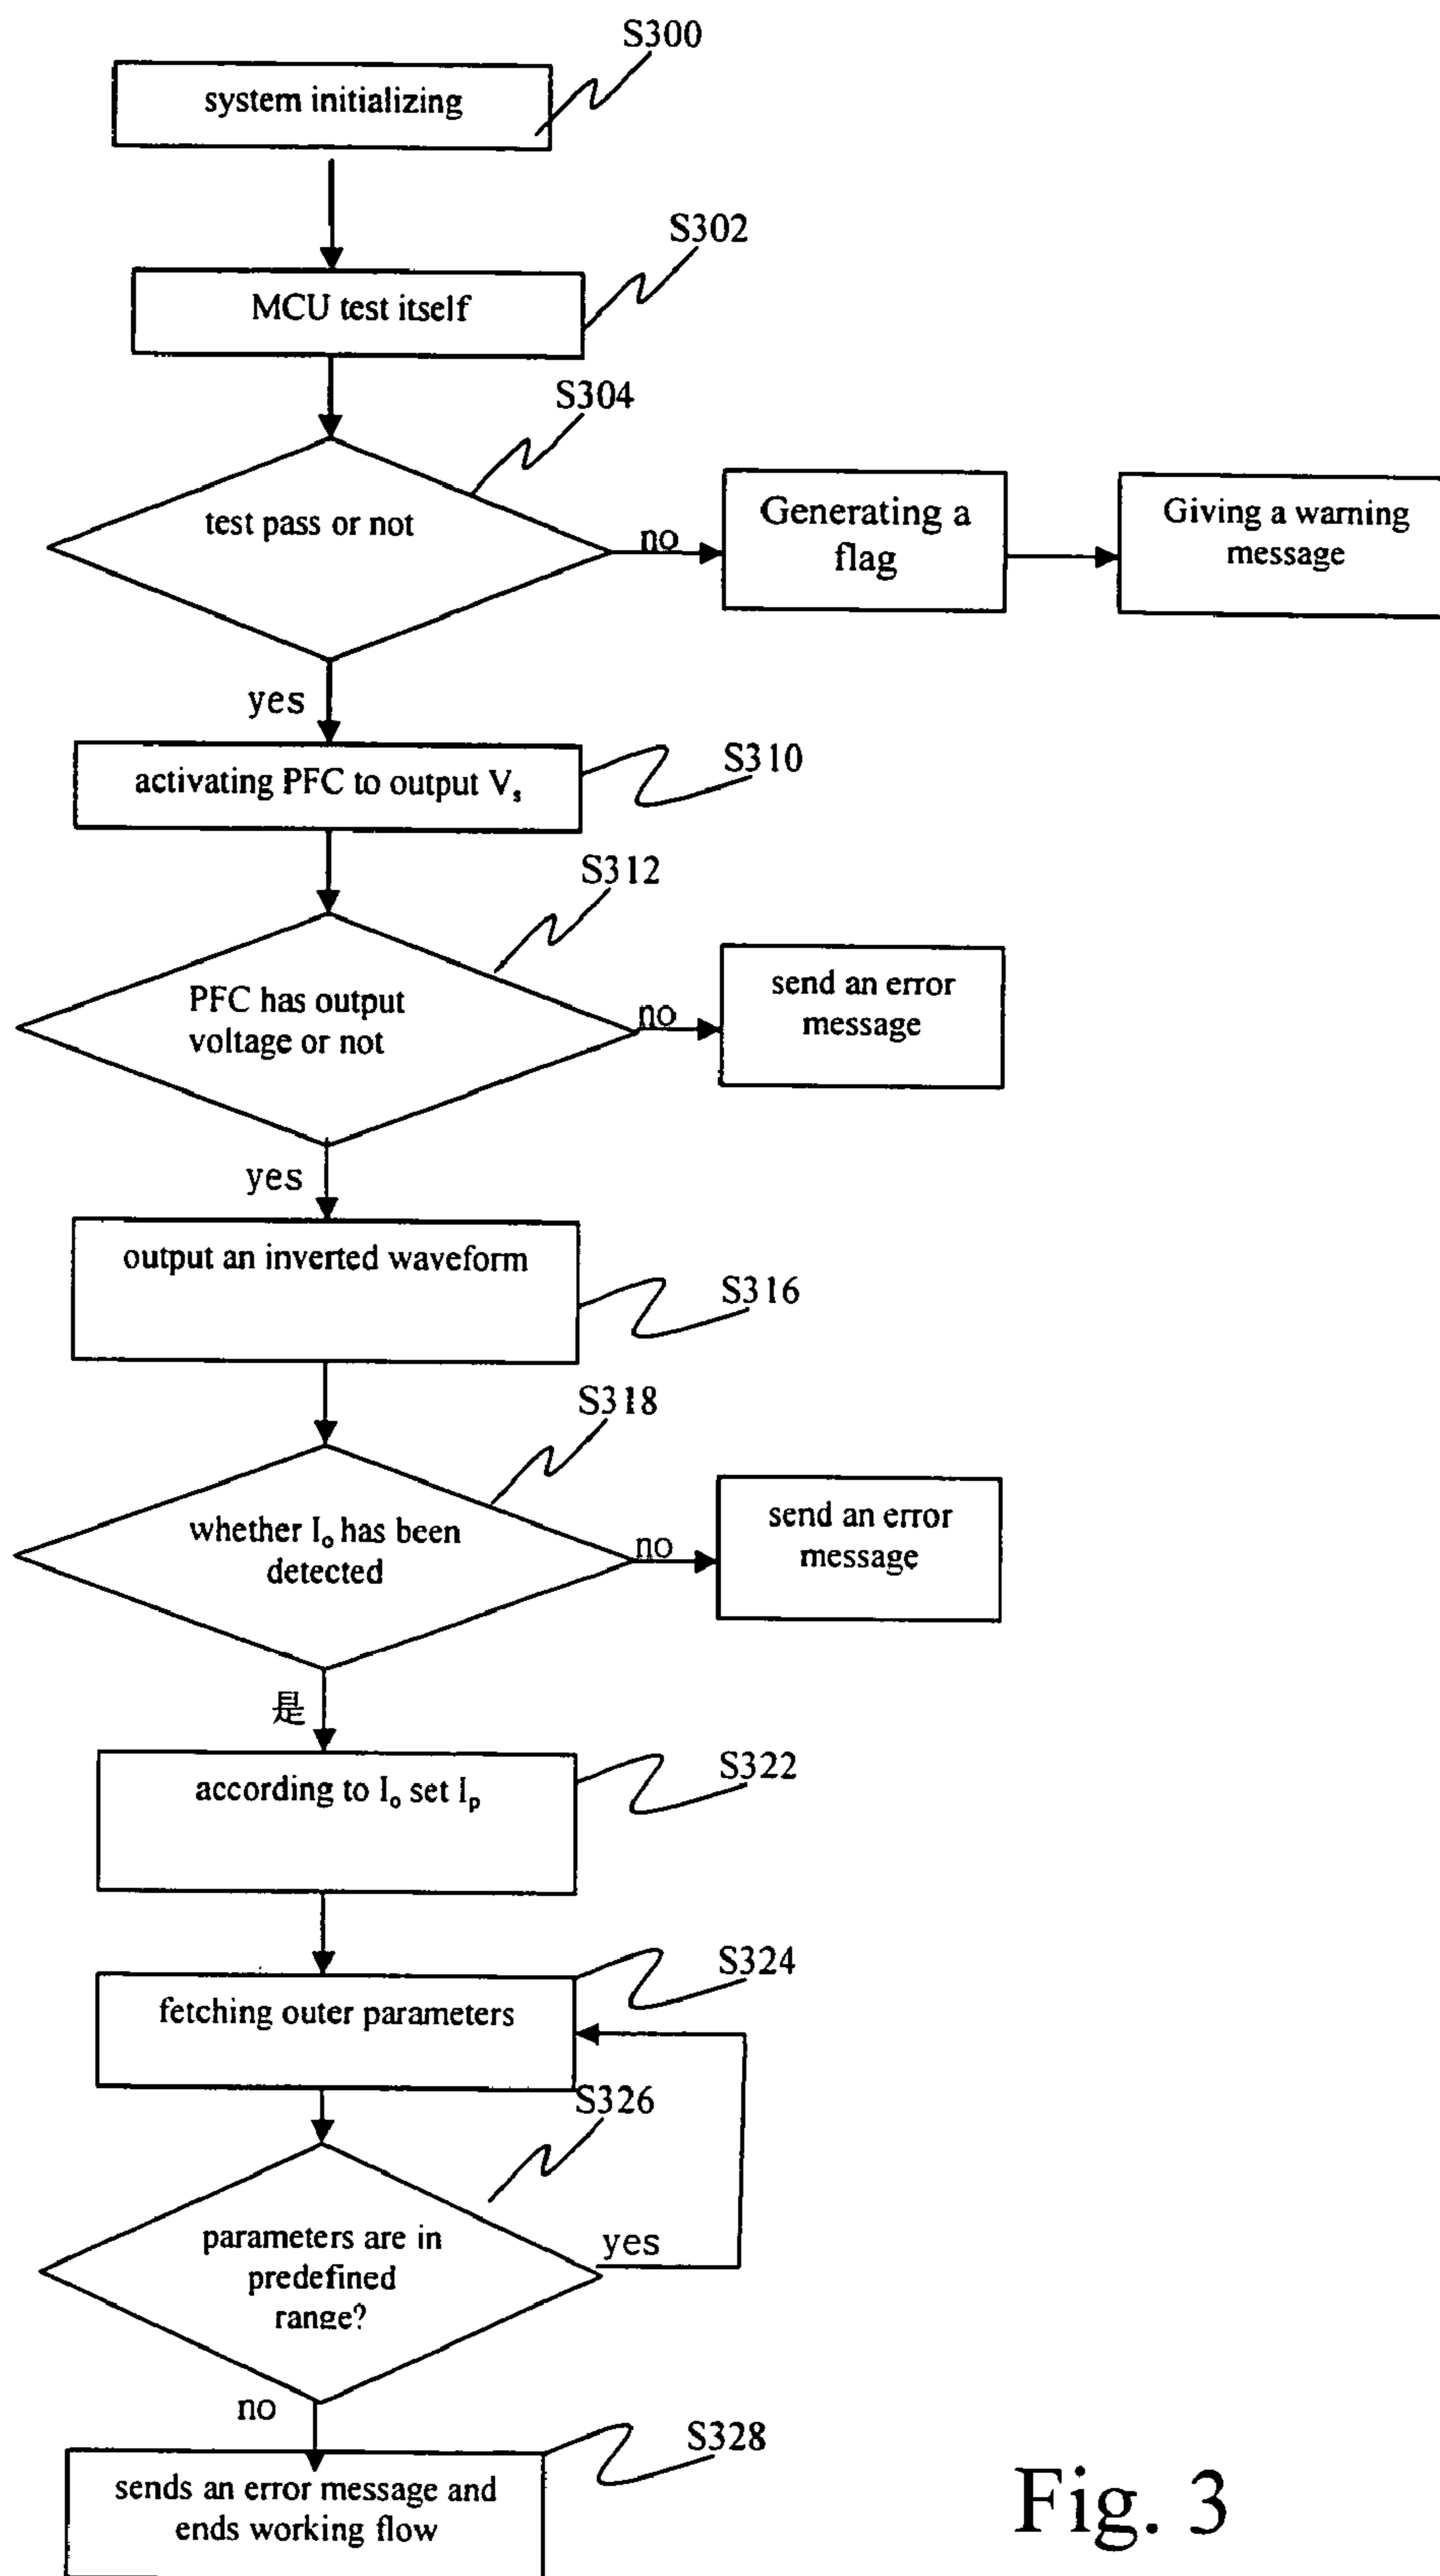 S300
system initializing
S302
MCU test itself
S304
test pass or not
no
Generating a
flag
Giving a warning
message
yes
S310
activating PFC to output Vs
S312
PFC has output
voltage or not
no
send an error
message
yes
output an inverted waveform
S316
S318
whether Io has been
detected
no
send an error
message
是
S322
according to Io set Ip
S324
fetching outer parameters
S326
parameters are in
predefined
range?
yes
no
S328
sends an error message and
ends working flow
Fig. 3